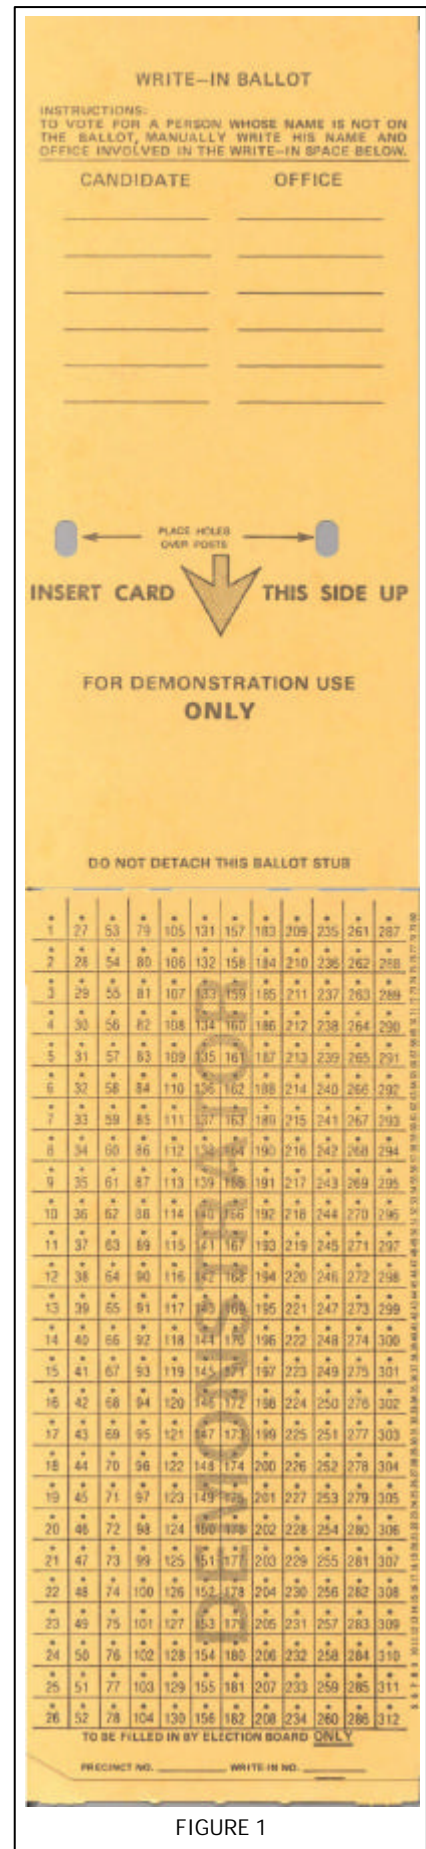 WRITE–IN BALLOT
INSTRUCTIONS:
TO VOTE FOR A PERSON WHOSE NAME IS NOT ON
THE BALLOT, MANUALLY WRITE HIS NAME AND
OFFICE INVOLVED IN THE WRITE–IN SPACE BELOW.
CANDIDATE OFFICE
PLACE HOLES
OVER POSTS
INSERT CARD THIS SIDE UP
FOR DEMONSTRATION USE
ONLY
DO NOT DETACH THIS BALLOT STUB
1 27 53 79 105 131 157 183 209 235 261 287
2 28 54 80 106 132 158 184 210 236 262 288
3 29 55 81 107 133 159 185 211 237 263 289
4 30 56 82 108 134 160 186 212 238 264 290
5 31 57 83 109 135 161 187 213 239 265 291
6 32 58 84 110 136 162 188 214 240 266 292
7 33 59 85 111 137 163 189 215 241 267 293
8 34 60 86 112 138 164 190 216 242 268 294
9 35 61 87 113 139 165 191 217 243 269 295
10 36 62 88 114 140 166 192 218 244 270 296
11 37 63 89 115 141 167 193 219 245 271 297
12 38 64 90 116 142 168 194 220 246 272 298
13 39 65 91 117 143 169 195 221 247 273 299
14 40 66 92 118 144 170 196 222 248 274 300
15 41 67 93 119 145 171 197 223 249 275 301
16 42 68 94 120 146 172 198 224 250 276 302
17 43 69 95 121 147 173 199 225 251 277 303
18 44 70 96 122 148 174 200 226 252 278 304
19 45 71 97 123 149 175 201 227 253 279 305
20 46 72 98 124 150 176 202 228 254 280 306
21 47 73 99 125 151 177 203 229 255 281 307
22 48 74 100 126 152 178 204 230 256 282 308
23 49 75 101 127 153 179 205 231 257 283 309
24 50 76 102 128 154 180 206 232 258 284 310
25 51 77 103 129 155 181 207 233 259 285 311
26 52 78 104 130 156 182 208 234 260 286 312
DEMONSTRATOR
TO BE FILLED IN BY ELECTION BOARD ONLY
PRECINCT NO. WRITE-IN NO.
FIGURE 1